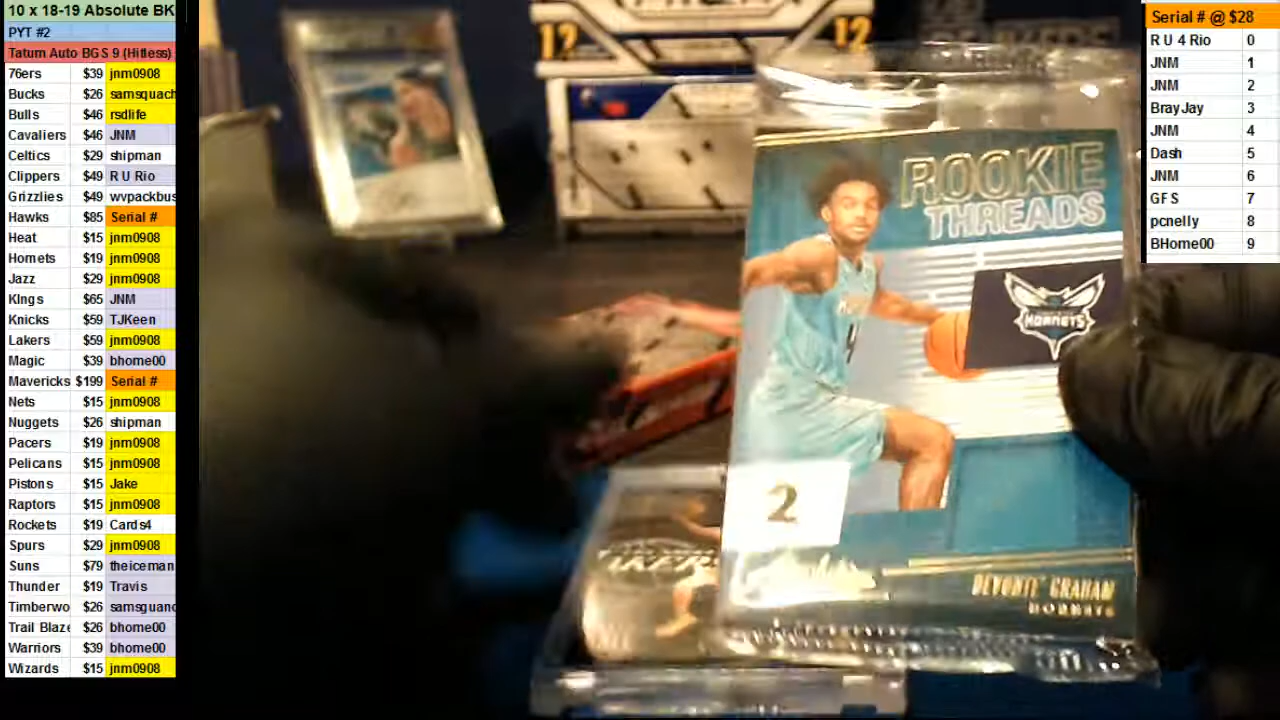 10 x 18-19 Absolute BK
PYT #2
Tatum Auto BGS 9 (Hitless)
76ers $39 jnm0908
Bucks $26 samsquach
Bulls $46 rsdlife
Cavaliers $46 JNM
Celtics $29 shipman
Clippers $49 R U Rio
Grizzlies $49 wvpackbus
Hawks $85 Serial #
Heat $15 jnm0908
Hornets $19 jnm0908
Jazz $29 jnm0908
KIngs $65 JNM
Knicks $59 TJKeen
Lakers $59 jnm0908
Magic $39 bhome00
Mavericks $199 Serial #
Nets $15 jnm0908
Nuggets $26 shipman
Pacers $19 jnm0908
Pelicans $15 jnm0908
Pistons $15 Jake
Raptors $15 jnm0908
Rockets $19 Cards4
Spurs $29 jnm0908
Suns $79 theiceman
Thunder $19 Travis
Timberwo $26 samsguanc
Trail Blaze $26 bhome00
Warriors $39 bhome00
Wizards $15 jnm0908
12 12
ROOKIE
THREADS
HORNETS
2
Absolute
DEVONTE' GRAHAM
HORNETS
Serial # @ $28
R U 4 Rio 0
JNM 1
JNM 2
BrayJay 3
JNM 4
Dash 5
JNM 6
GFS 7
pcnelly 8
BHome00 9